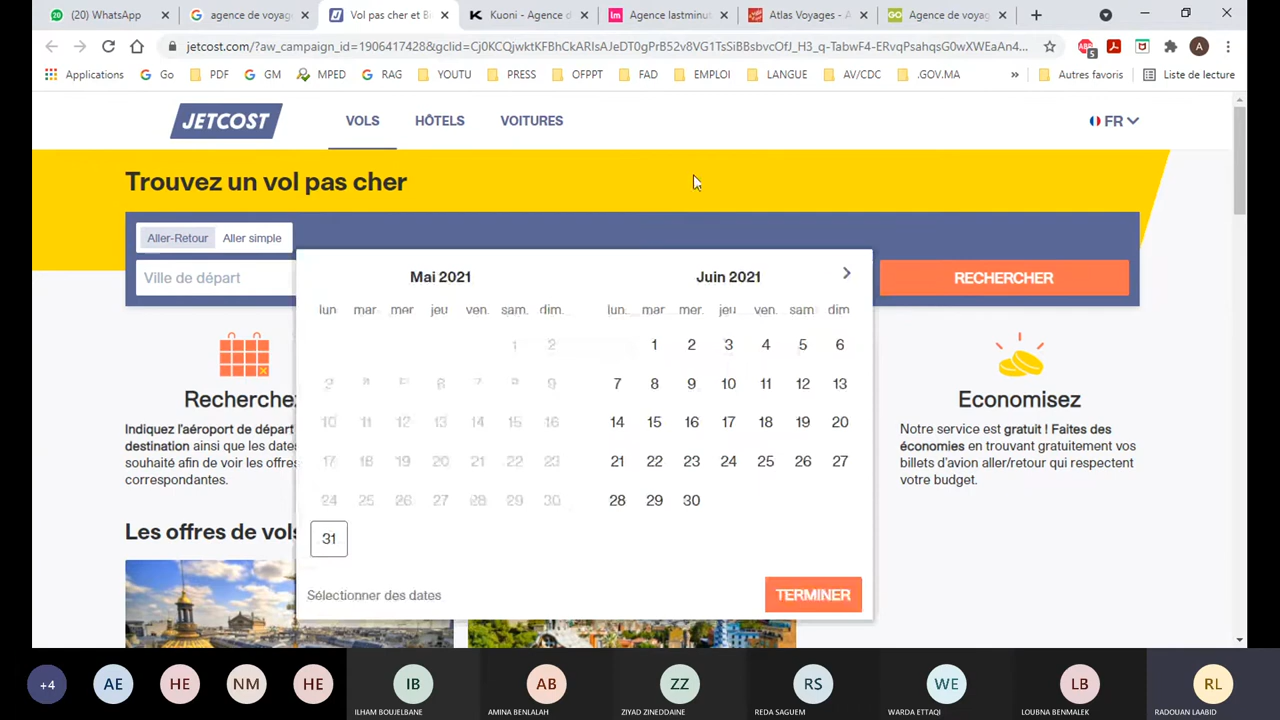 (20) WhatsApp
agence de voyag
Vol pas cher et B
Kuoni - Agence d
Agence lastminut
Atlas Voyages - A
Agence de voyag
jetcost.com/?aw_campaign_id=1906417428&gclid=Cj0KCQjwktKFBhCkARIsAJeDT0gPrB52v8VG1TsSiBBsbvcOfJ_H3_q-TabwF4-ERvqPsahqsG0wXWEaAn4...
5
A
Applications
Go
PDF
GM
MPED
RAG
YOUTU
PRESS
OFPPT
FAD
EMPLOI
LANGUE
AV/CDC
.GOV.MA
»
Autres favoris
Liste de lecture
JETCOST
VOLS
HÔTELS
VOITURES
FR
Trouvez un vol pas cher
Aller-Retour
Aller simple
Ville de départ
RECHERCHER
Mai 2021
lun mar mer jeu ven. sam. dim.
1 2
3 4 5 6 7 8 9
10 11 12 13 14 15 16
17 18 19 20 21 22 23
24 25 26 27 28 29 30
31
Juin 2021
lun. mar mer. jeu ven. sam dim
1 2 3 4 5 6
7 8 9 10 11 12 13
14 15 16 17 18 19 20
21 22 23 24 25 26 27
28 29 30
Sélectionner des dates
TERMINER
Recherchez
Indiquez l'aéroport de départ
destination ainsi que les dates
souhaité afin de voir les offres
correspondantes.
Economisez
Notre service est gratuit ! Faites des
économies en trouvant gratuitement vos
billets d'avion aller/retour qui respectent
votre budget.
Les offres de vols
+4
AE
HE
NM
HE
IB
ILHAM BOUJELBANE
AB
AMINA BENLALAH
ZZ
ZIYAD ZINEDDAINE
RS
REDA SAGUEM
WE
WARDA ETTAQI
LB
LOUBNA BENMALEK
RL
RADOUAN LAABID